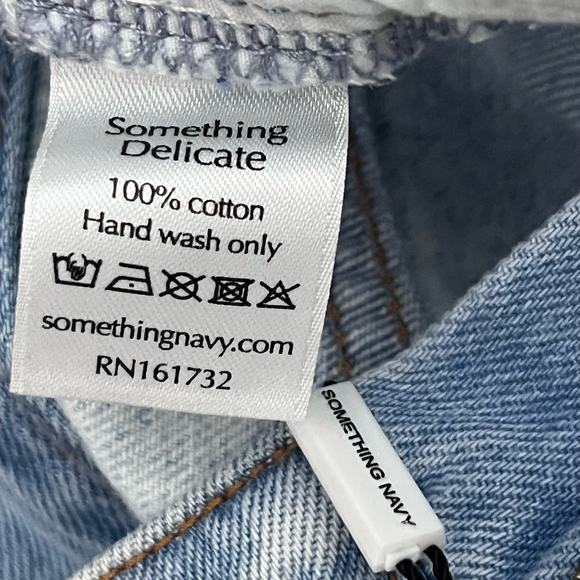 Something
Delicate
100% cotton
Hand wash only
somethingnavy.com
RN161732
SOMETHING NAVY